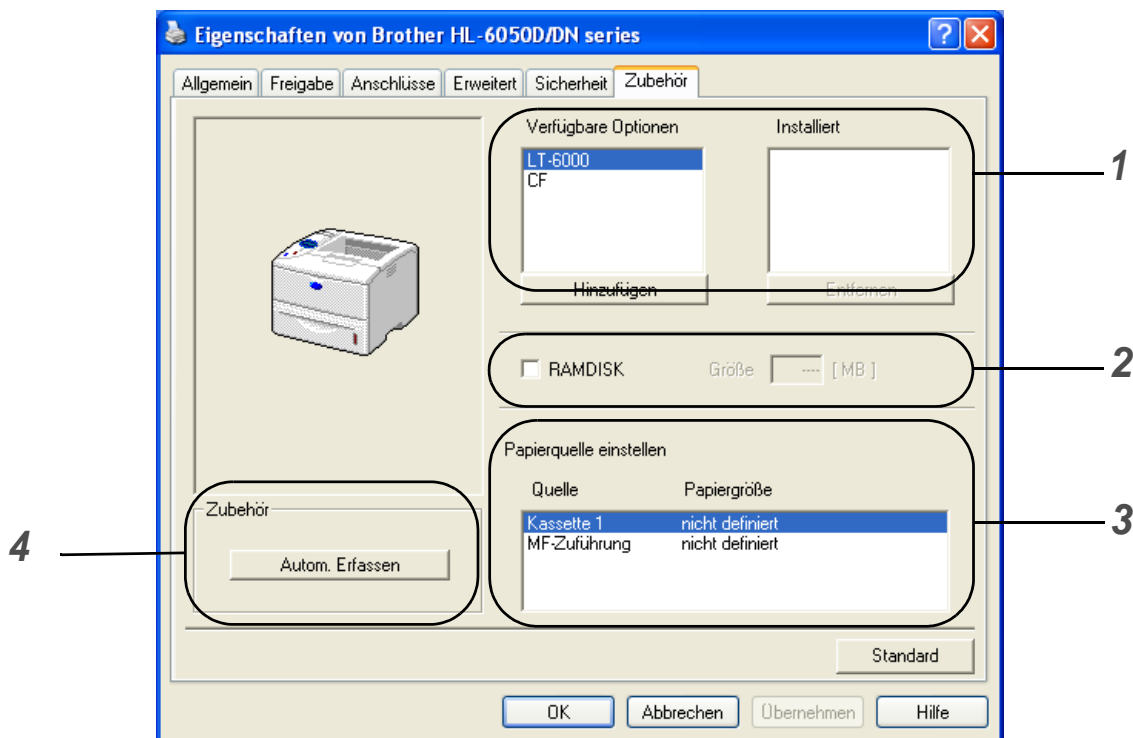 Eigenschaften von Brother HL-6050D/DN series
Allgemein Freigabe Anschlüsse Erweitert Sicherheit Zubehör
Verfügbare Optionen Installiert
LT-6000
CF
1
Hinzufügen Entfernen
RAMDISK Größe ---- [ MB ]
2
Papierquelle einstellen
Quelle Papiergröße
Kassette 1 nicht definiert
MF-Zuführung nicht definiert
3
Zubehör
4
Autom. Erfassen
Standard
OK Abbrechen Übernehmen Hilfe